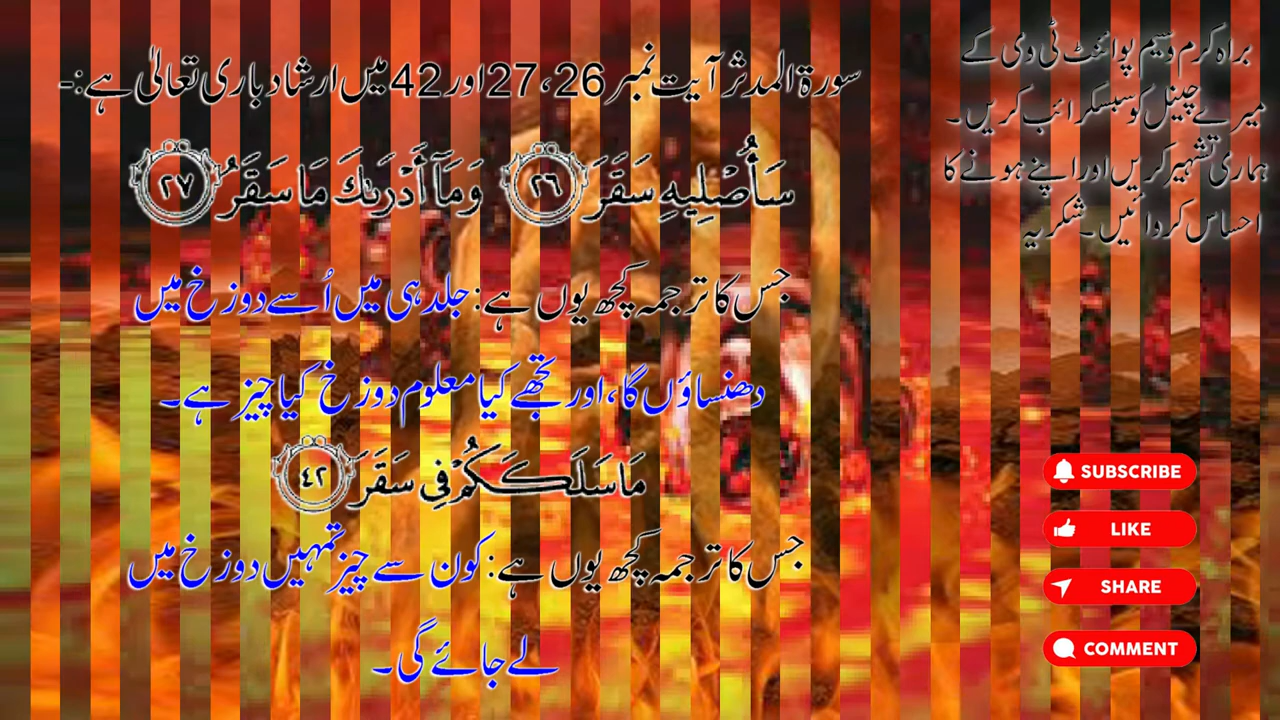 سورۃ المدثر آیت نمبر 26، 27 اور 42 میں ارشاد باری تعالیٰ ہے:-
سَأُصْلِيهِ سَقَرَ ٢٦ وَمَآ أَدْرَىٰكَ مَا سَقَرُ ٢٧
جس کا ترجمہ کچھ یوں ہے: جلد ہی میں اُسے دوزخ میں
دھنساؤں گا، اور تجھے کیا معلوم دوزخ کیا چیز ہے۔
مَا سَلَكَكُمْ فِي سَقَرَ ٤٢
جس کا ترجمہ کچھ یوں ہے: کون سے چیز تمہیں دوزخ میں
لے جائے گی۔
براہ کرم وسیم پوائنٹ ٹی وی کے
میرے چینل کو سبسکرائب کریں۔
ہماری تشہیر کریں اور اپنے ہونے کا
احساس کروائیں۔ شکریہ
SUBSCRIBE
LIKE
SHARE
COMMENT